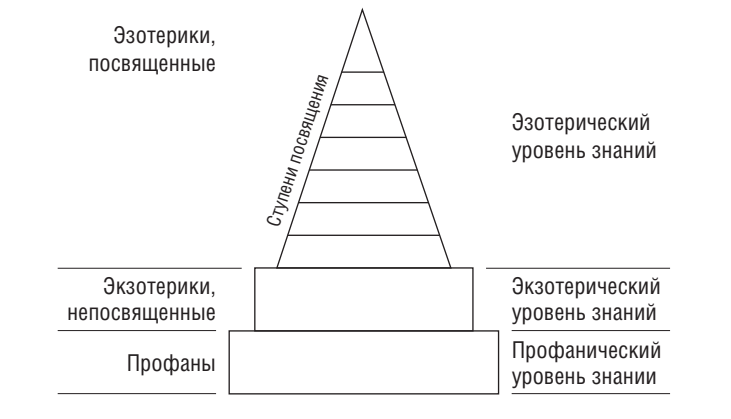 Эзотерики,
посвященные
Ступени посвящения
Эзотерический
уровень знаний
Экзотерики,
непосвященные
Экзотерический
уровень знаний
Профаны
Профанический
уровень знании